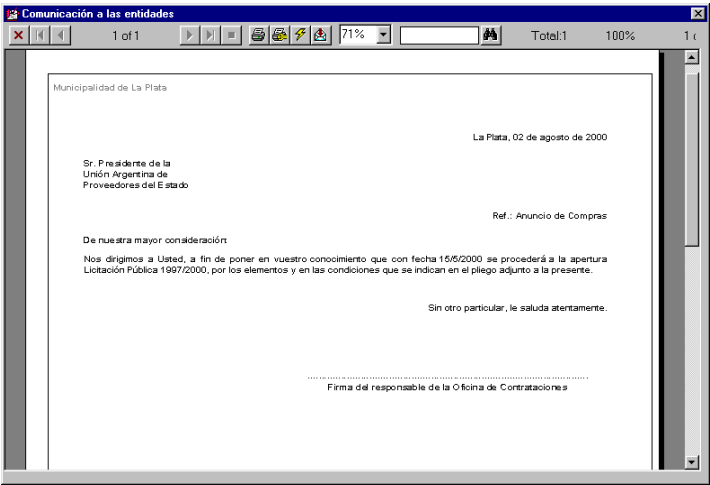 Comunicación a las entidades
1 of 1
71%
Total:1
100%
1 (
Municipalidad de La Plata
La Plata, 02 de agosto de 2000
Sr. Presidente de la
Unión Argentina de
Proveedores del Estado
Ref.: Anuncio de Compras
De nuestra mayor consideración:
Nos dirigimos a Usted, a fin de poner en vuestro conocimiento que con fecha 15/5/2000 se procederá a la apertura
Licitación Pública 1997/2000, por los elementos y en las condiciones que se indican en el pliego adjunto a la presente.
Sin otro particular, le saluda atentamente.
Firma del responsable de la Oficina de Contrataciones